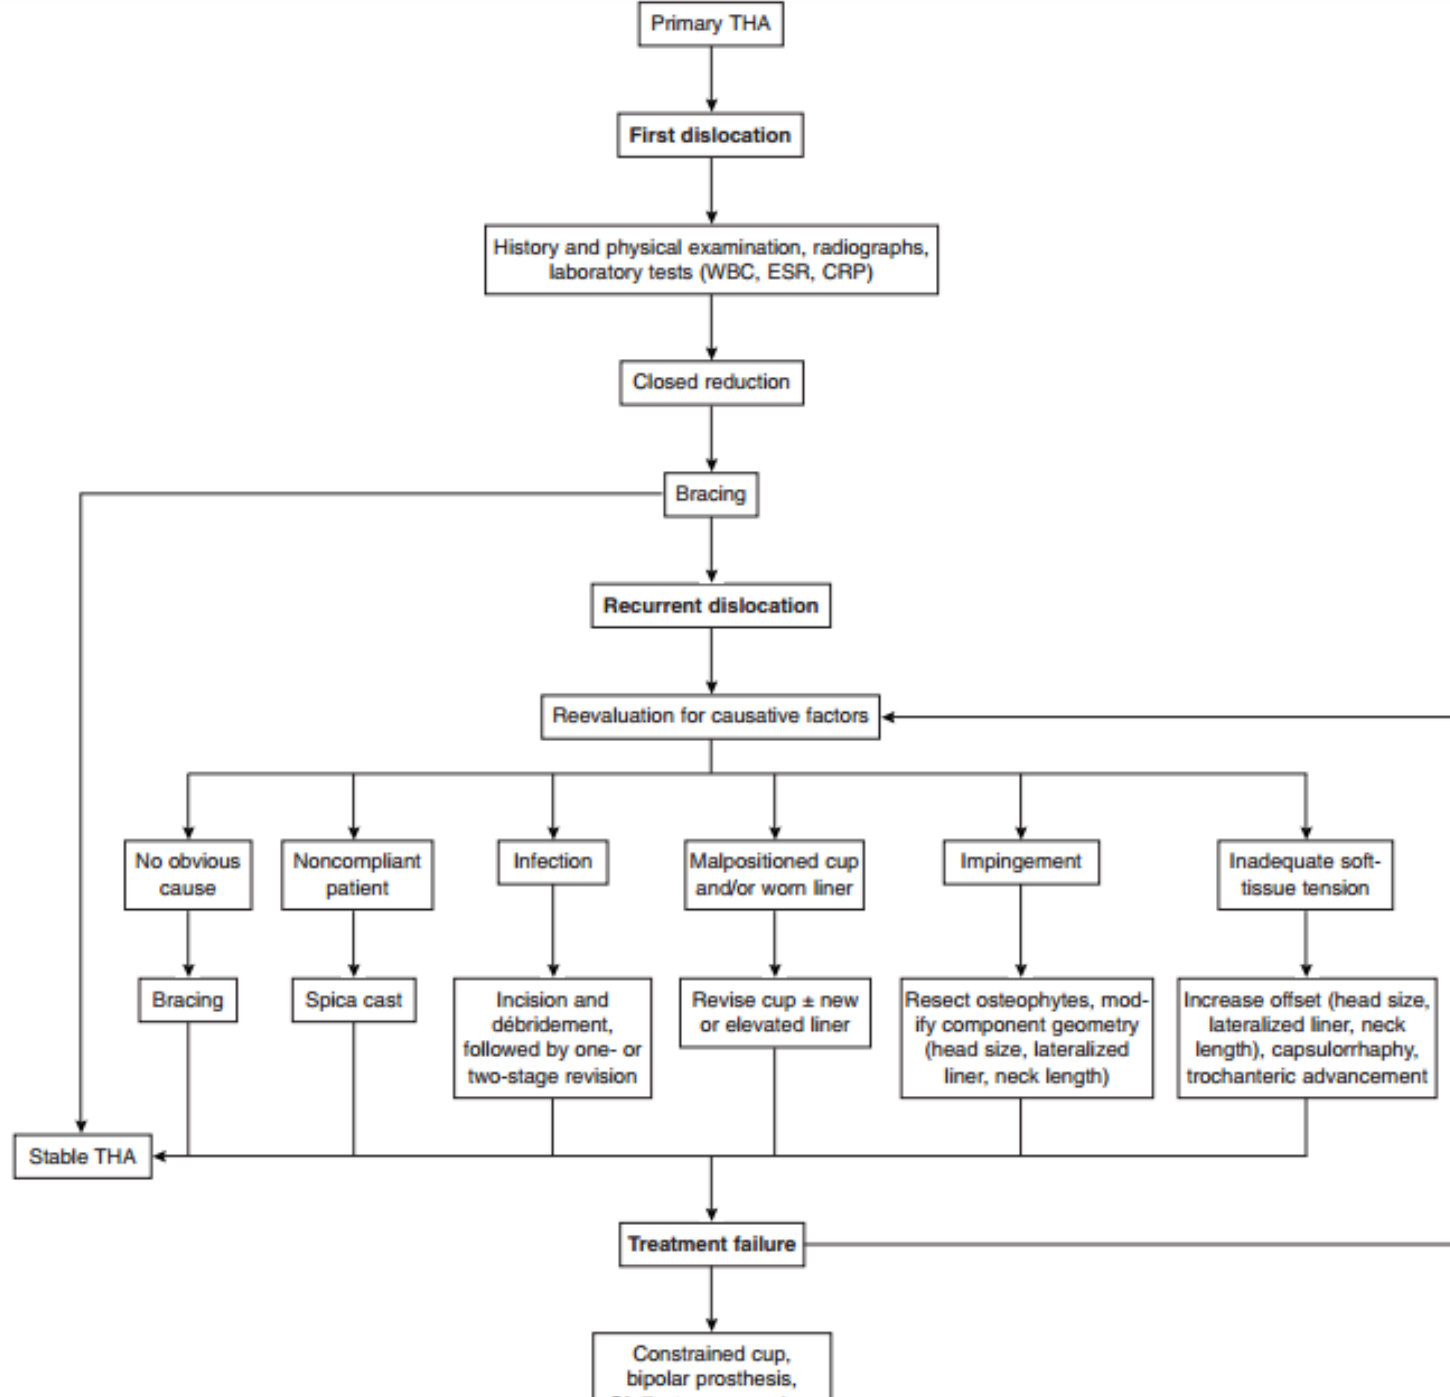 Primary THA
First dislocation
History and physical examination, radiographs,
laboratory tests (WBC, ESR, CRP)
Closed reduction
Bracing
Recurrent dislocation
Reevaluation for causative factors
No obvious
cause
Noncompliant
patient
Infection
Malpositioned cup
and/or worn liner
Impingement
Inadequate soft-
tissue tension
Bracing
Spica cast
Incision and
débridement,
followed by one- or
two-stage revision
Revise cup ± new
or elevated liner
Resect osteophytes, mod-
ify component geometry
(head size, lateralized
liner, neck length)
Increase offset (head size,
lateralized liner, neck
length), capsulorrhaphy,
trochanteric advancement
Stable THA
Treatment failure
Constrained cup,
bipolar prosthesis,